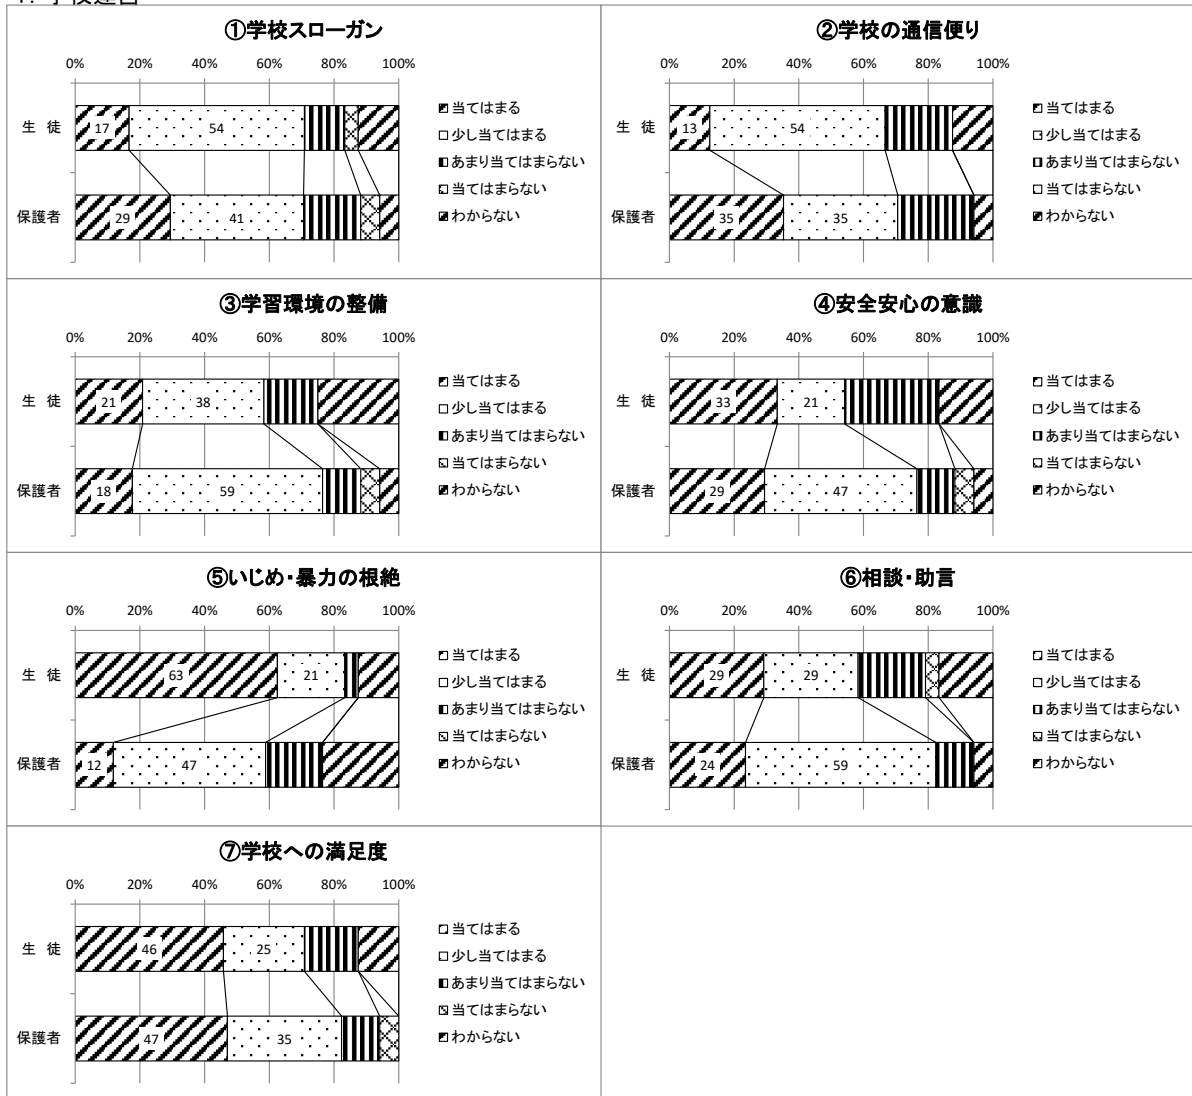 ①学校スローガン
0% 20% 40% 60% 80% 100%
生 徒 17 54
保護者 29 41
当てはまる
少し当てはまる
あまり当てはまらない
当てはまらない
わからない
②学校の通信便り
0% 20% 40% 60% 80% 100%
生 徒 13 54
保護者 35 35
当てはまる
少し当てはまる
あまり当てはまらない
当てはまらない
わからない
③学習環境の整備
0% 20% 40% 60% 80% 100%
生 徒 21 38
保護者 18 59
当てはまる
少し当てはまる
あまり当てはまらない
当てはまらない
わからない
④安全安心の意識
0% 20% 40% 60% 80% 100%
生 徒 33 21
保護者 29 47
当てはまる
少し当てはまる
あまり当てはまらない
当てはまらない
わからない
⑤いじめ・暴力の根絶
0% 20% 40% 60% 80% 100%
生 徒 63 21
保護者 12 47
当てはまる
少し当てはまる
あまり当てはまらない
当てはまらない
わからない
⑥相談・助言
0% 20% 40% 60% 80% 100%
生 徒 29 29
保護者 24 59
当てはまる
少し当てはまる
あまり当てはまらない
当てはまらない
わからない
⑦学校への満足度
0% 20% 40% 60% 80% 100%
生 徒 46 25
保護者 47 35
当てはまる
少し当てはまる
あまり当てはまらない
当てはまらない
わからない